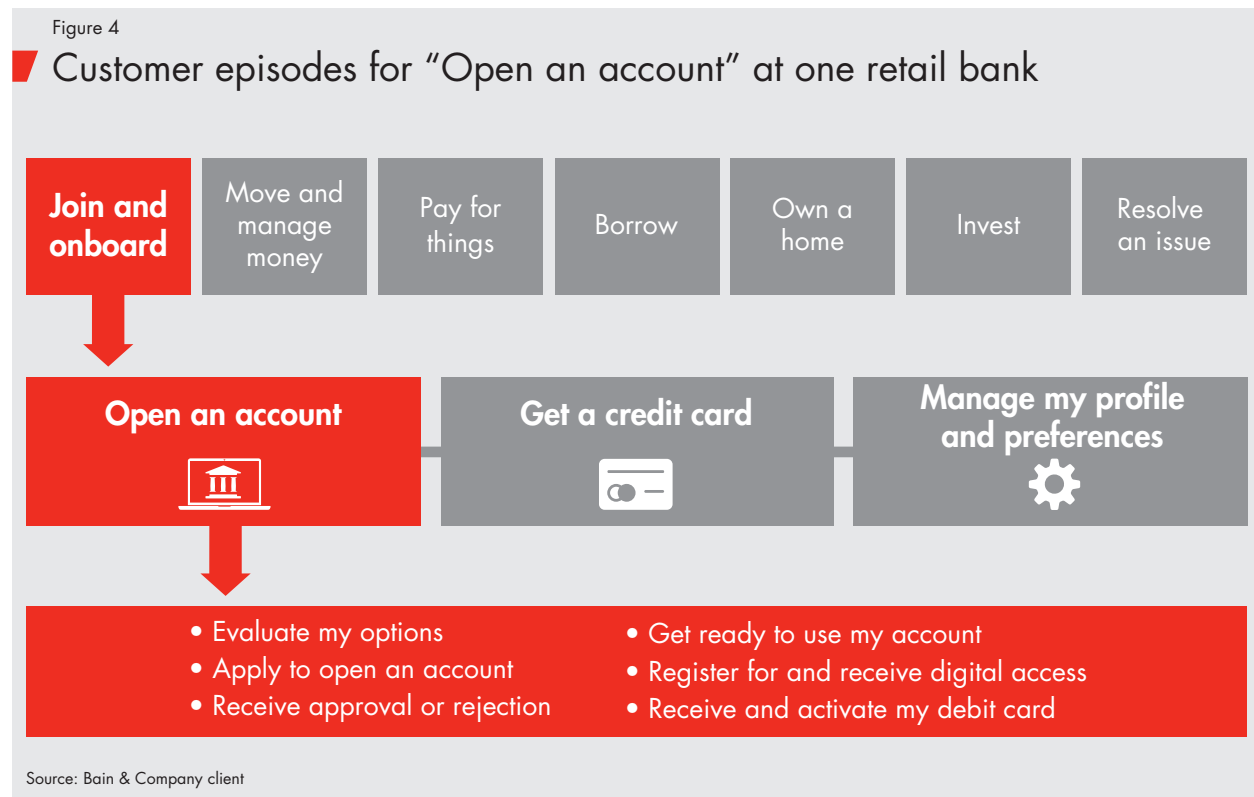 Figure 4
Customer episodes for “Open an account” at one retail bank
Join and
onboard
Move and
manage
money
Pay for
things
Borrow
Own a
home
Invest
Resolve
an issue
Open an account
Get a credit card
Manage my profile
and preferences
• Evaluate my options
• Apply to open an account
• Receive approval or rejection
• Get ready to use my account
• Register for and receive digital access
• Receive and activate my debit card
Source: Bain & Company client